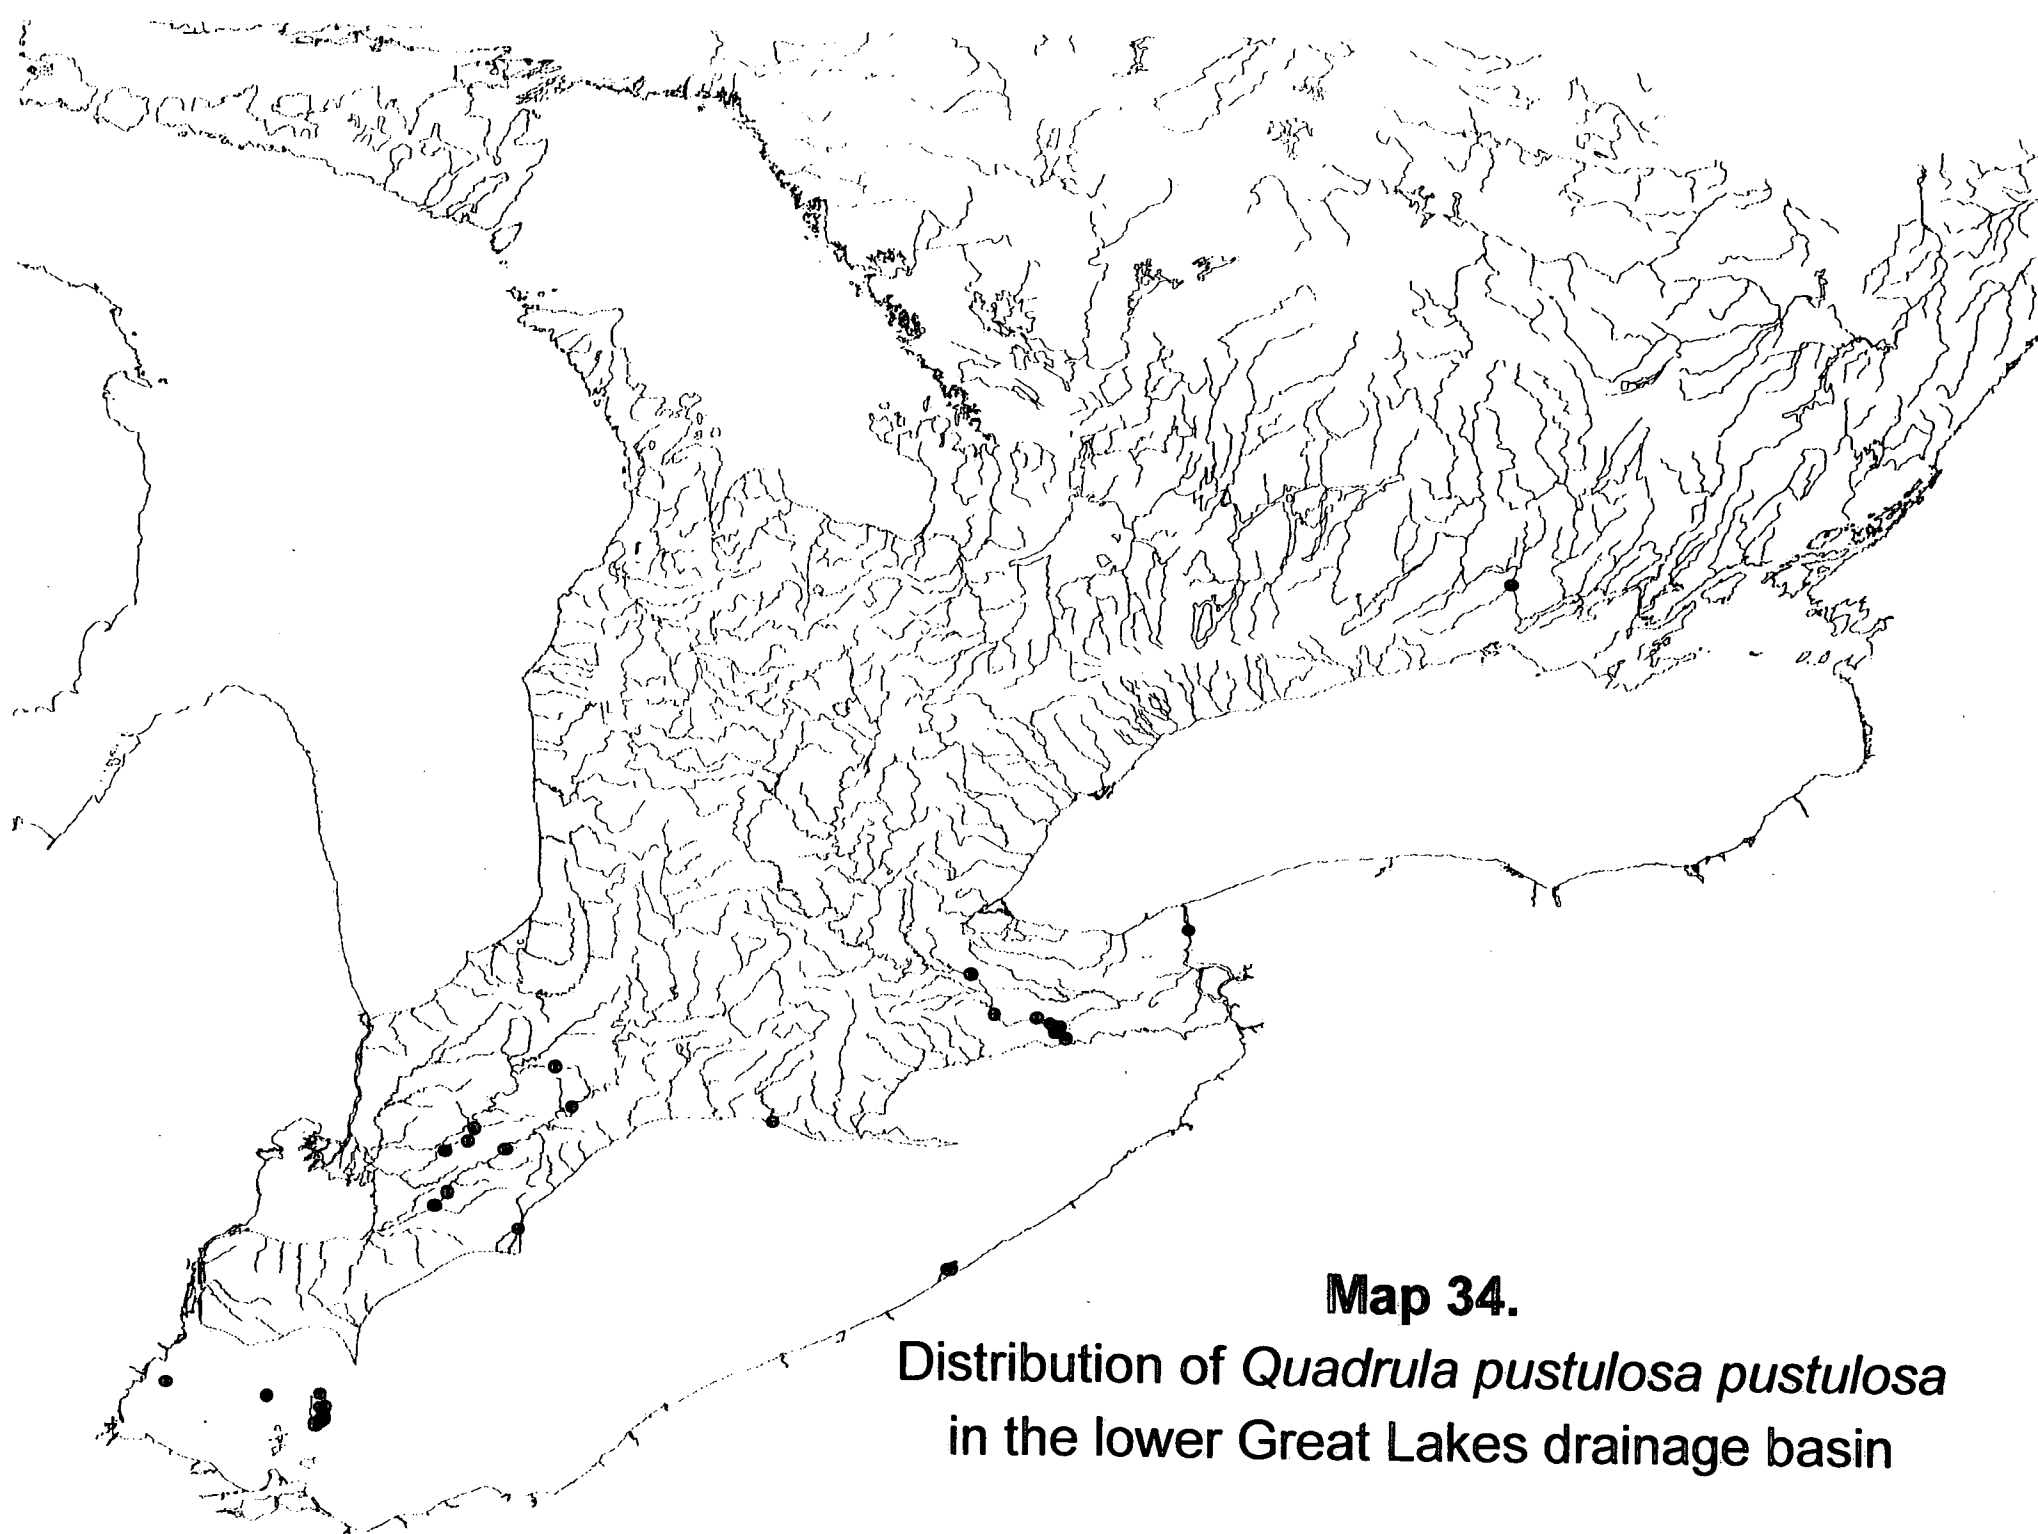 Map 34.
Distribution of Quadrula pustulosa pustulosa
in the lower Great Lakes drainage basin